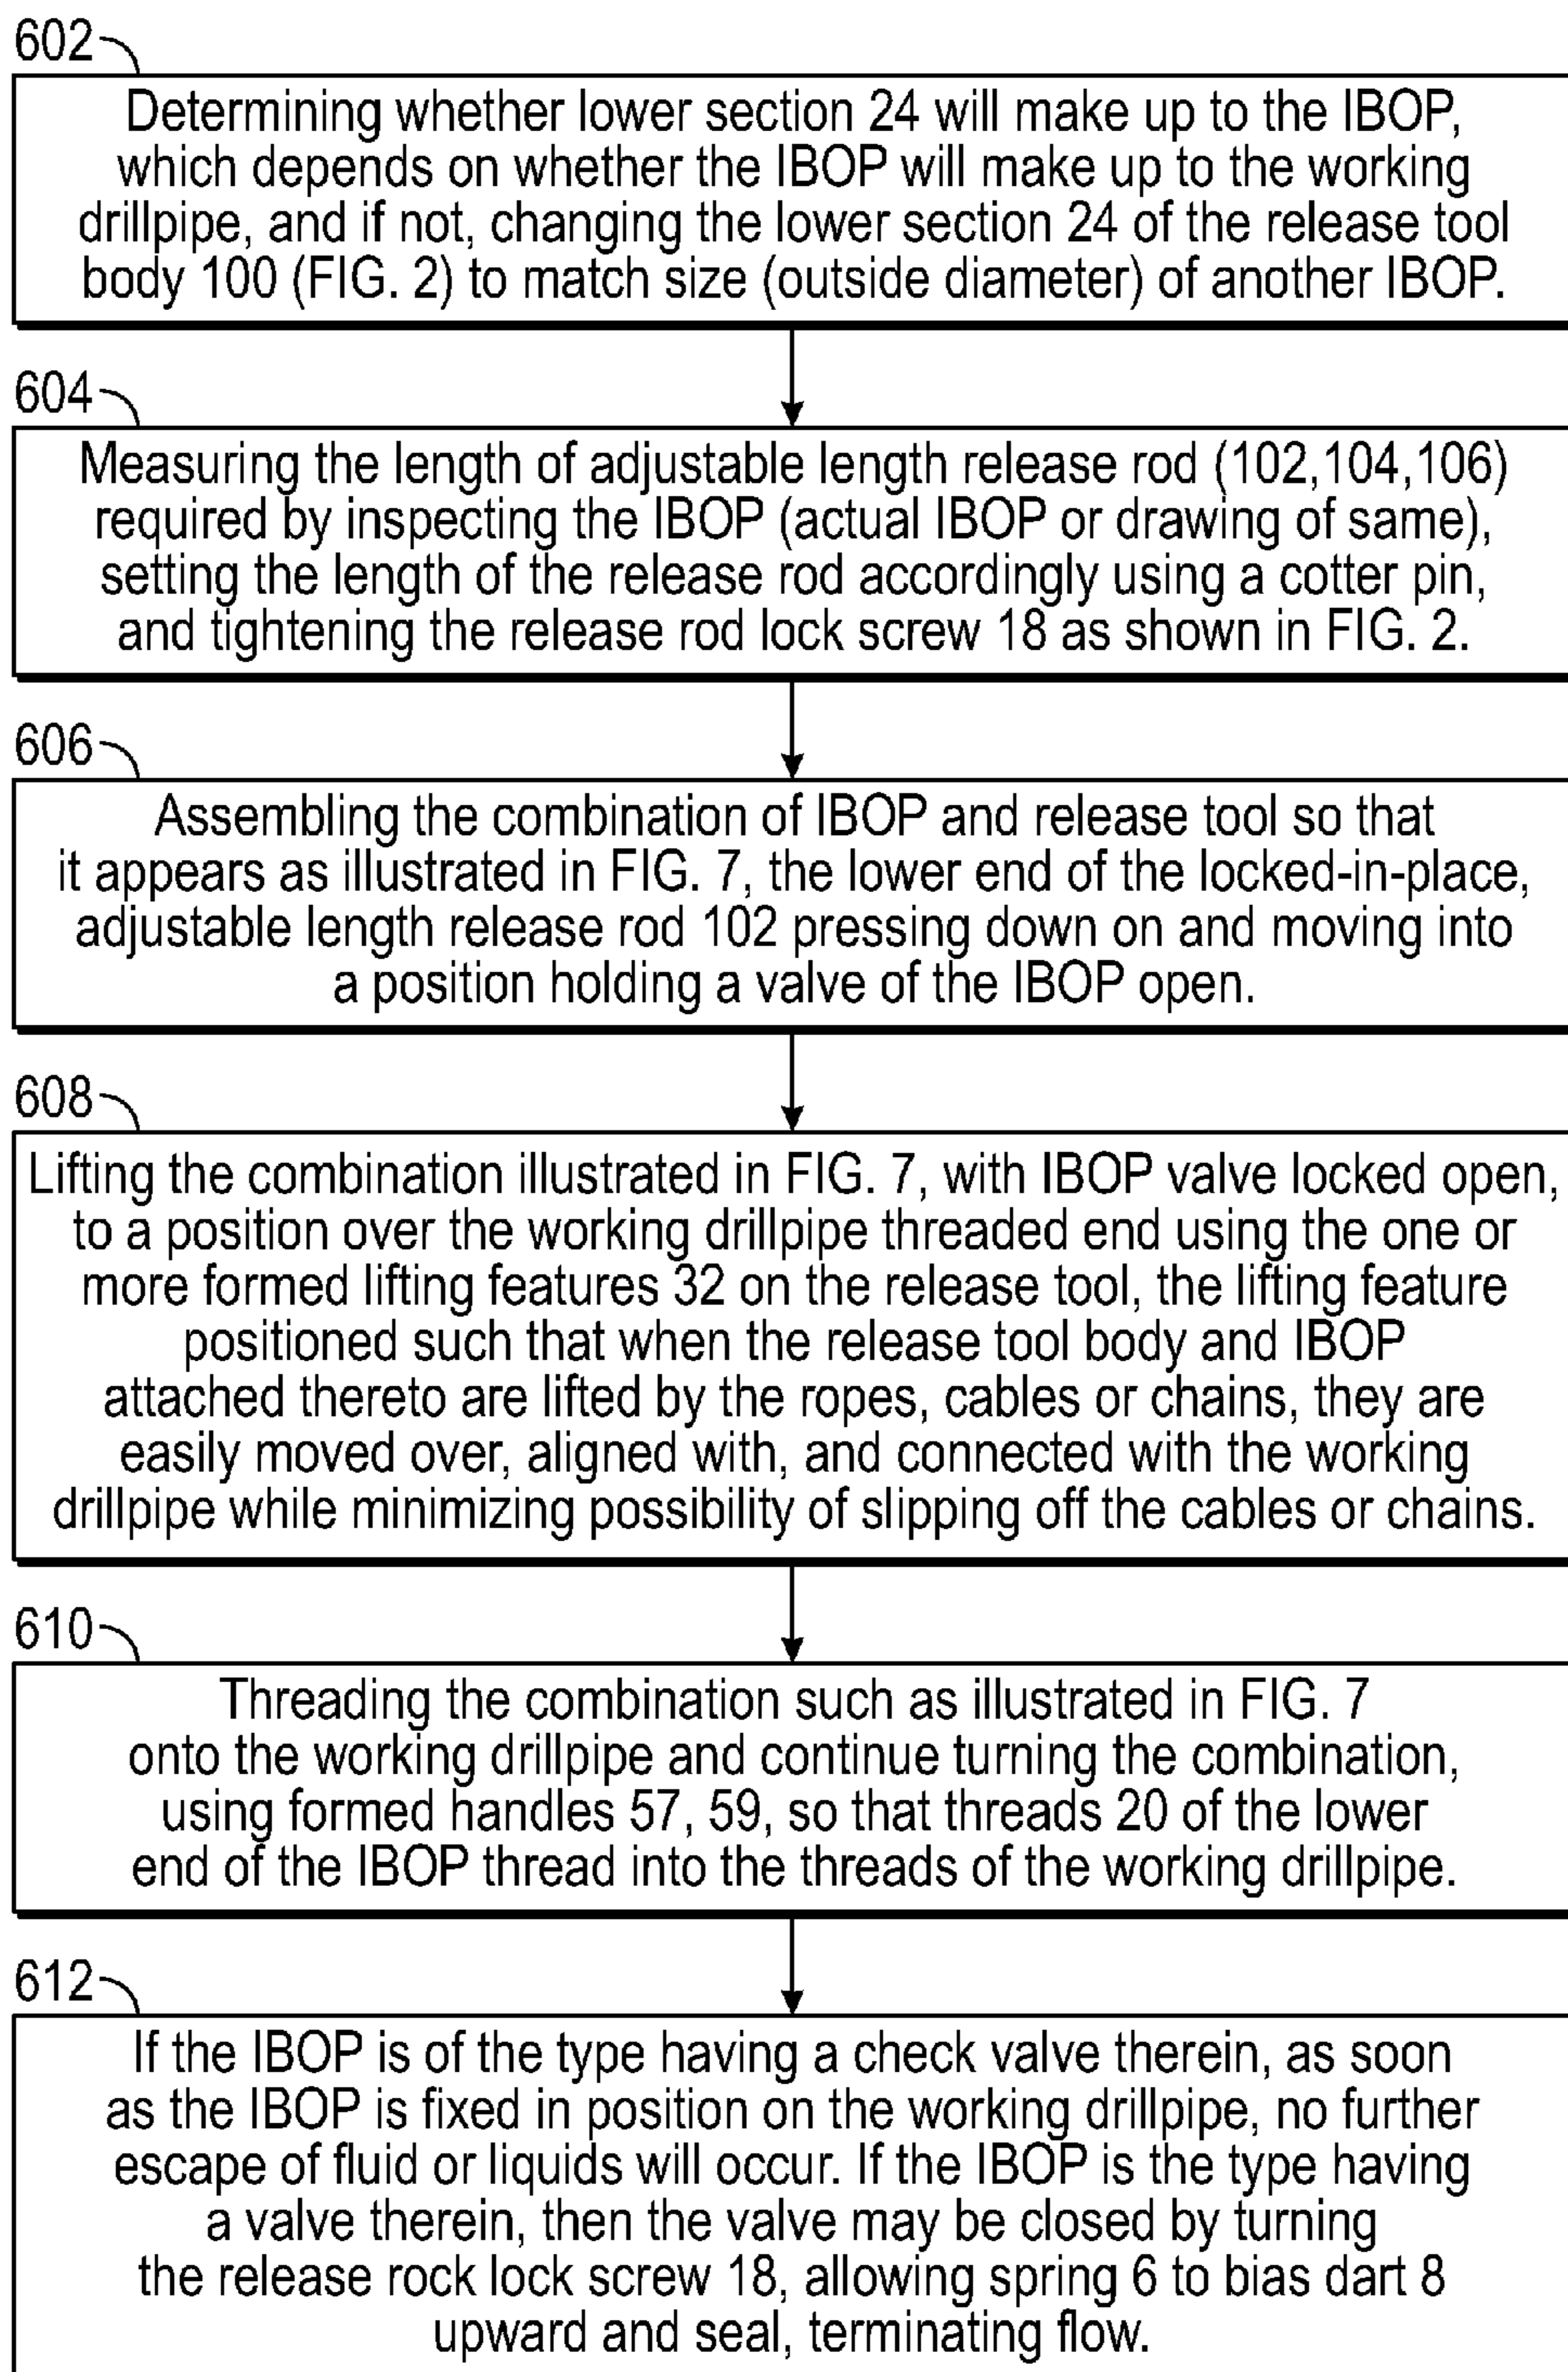 602
Determining whether lower section 24 will make up to the IBOP,
which depends on whether the IBOP will make up to the working
drillpipe, and if not, changing the lower section 24 of the release tool
body 100 (FIG. 2) to match size (outside diameter) of another IBOP.
604
Measuring the length of adjustable length release rod (102,104,106)
required by inspecting the IBOP (actual IBOP or drawing of same),
setting the length of the release rod accordingly using a cotter pin,
and tightening the release rod lock screw 18 as shown in FIG. 2.
606
Assembling the combination of IBOP and release tool so that
it appears as illustrated in FIG. 7, the lower end of the locked-in-place,
adjustable length release rod 102 pressing down on and moving into
a position holding a valve of the IBOP open.
608
Lifting the combination illustrated in FIG. 7, with IBOP valve locked open,
to a position over the working drillpipe threaded end using the one or
more formed lifting features 32 on the release tool, the lifting feature
positioned such that when the release tool body and IBOP
attached thereto are lifted by the ropes, cables or chains, they are
easily moved over, aligned with, and connected with the working
drillpipe while minimizing possibility of slipping off the cables or chains.
610
Threading the combination such as illustrated in FIG. 7
onto the working drillpipe and continue turning the combination,
using formed handles 57, 59, so that threads 20 of the lower
end of the IBOP thread into the threads of the working drillpipe.
612
If the IBOP is of the type having a check valve therein, as soon
as the IBOP is fixed in position on the working drillpipe, no further
escape of fluid or liquids will occur. If the IBOP is the type having
a valve therein, then the valve may be closed by turning
the release rock lock screw 18, allowing spring 6 to bias dart 8
upward and seal, terminating flow.